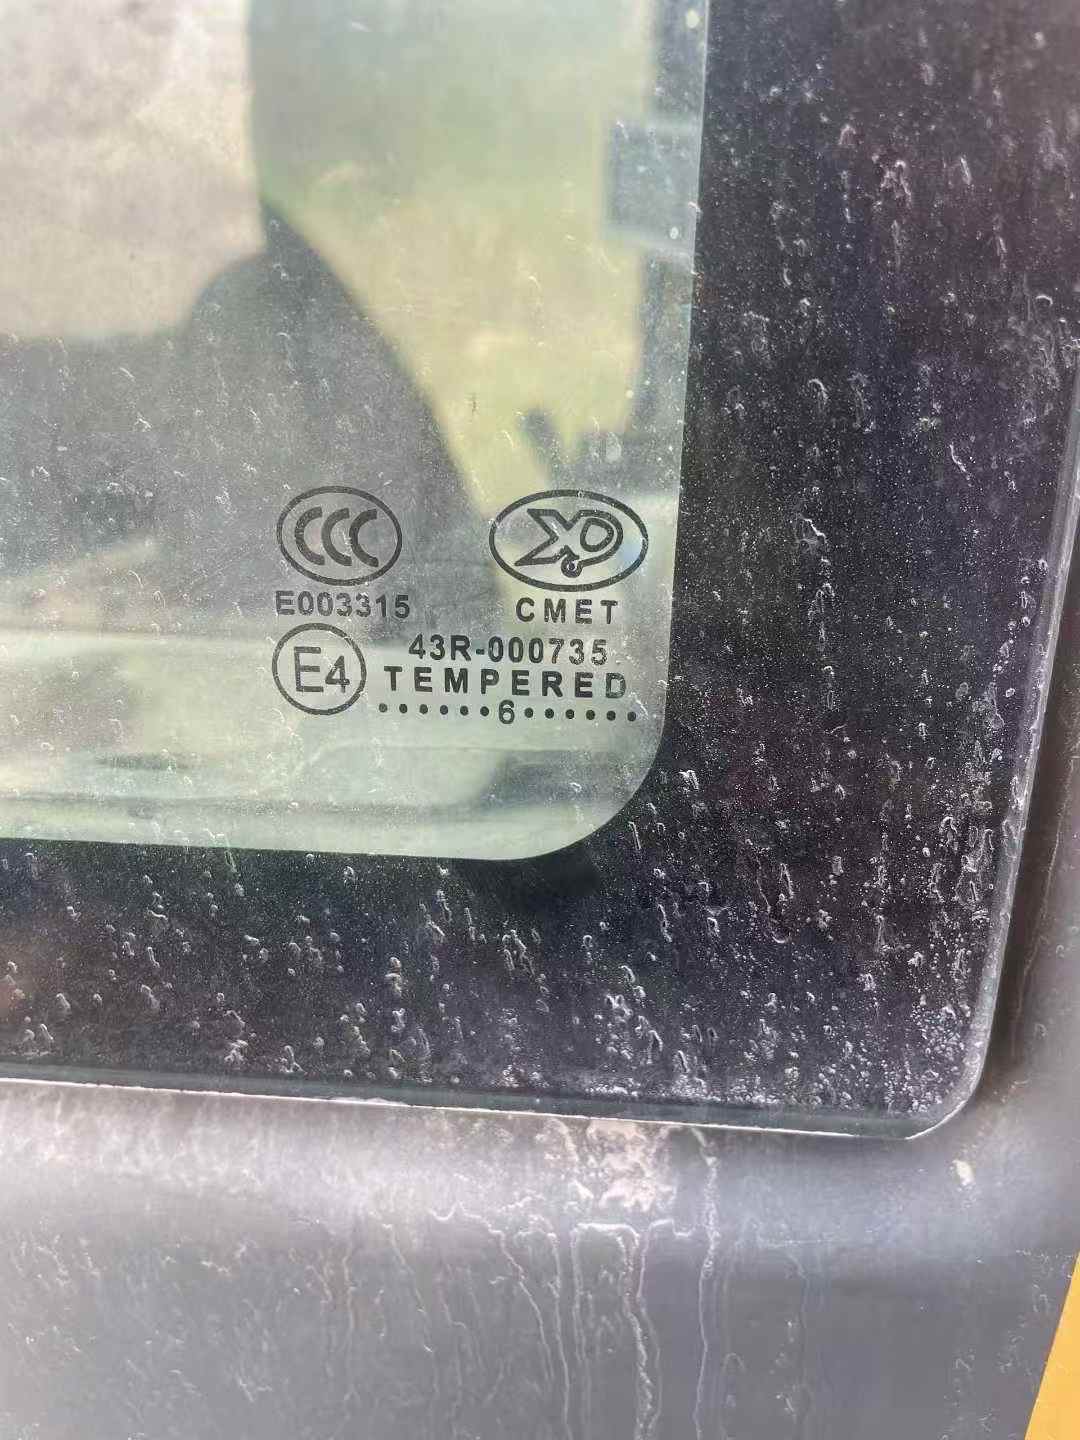 CCC
E003315
CMET
E4
43R-000735
TEMPERED
......6......